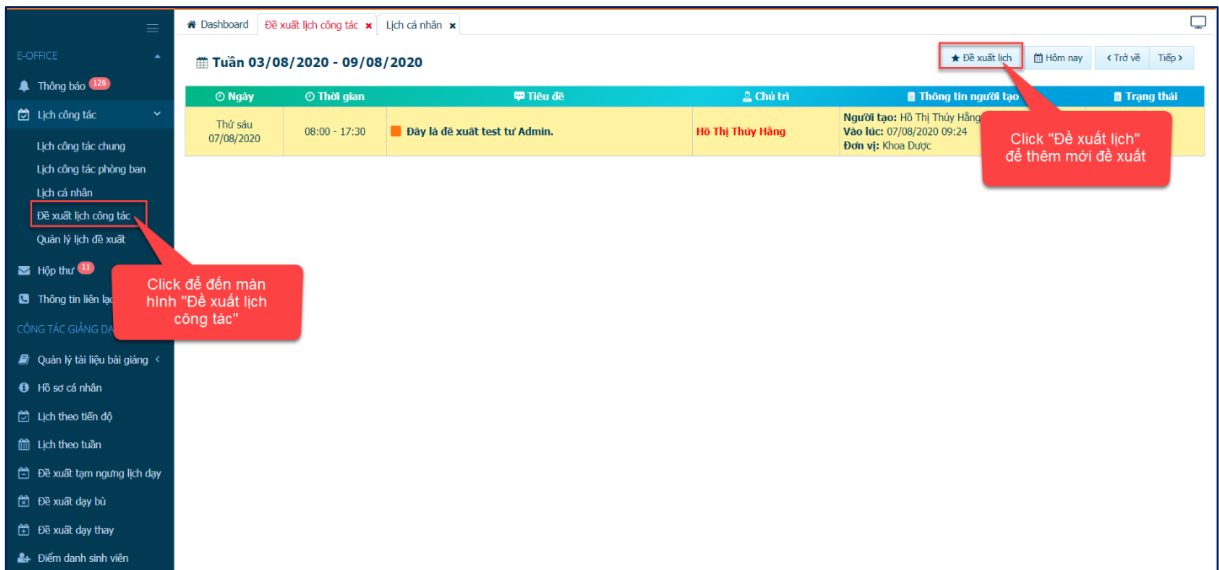 Dashboard
Đề xuất lịch công tác ×
Lịch cá nhân ×
E-OFFICE
Thông báo 126
Lịch công tác
Lịch công tác chung
Lịch công tác phòng ban
Lịch cá nhân
Đề xuất lịch công tác
Quản lý lịch đề xuất
Hộp thư 11
Thông tin liên lạc
CÔNG TÁC GIẢNG DẠ
Quản lý tài liệu bài giảng
Hồ sơ cá nhân
Lịch theo tiến độ
Lịch theo tuần
Đề xuất tạm ngưng lịch dạy
Đề xuất dạy bù
Đề xuất dạy thay
Điểm danh sinh viên
Tuần 03/08/2020 - 09/08/2020
Đề xuất lịch
Hôm nay
Trở về
Tiếp
Ngày Thời gian Tiêu đề Chủ trì Thông tin người tạo Trạng thái
Thứ sáu
07/08/2020
08:00 - 17:30
Đây là đề xuất test từ Admin.
Hồ Thị Thúy Hằng
Người tạo: Hồ Thị Thúy Hằng
Vào lúc: 07/08/2020 09:24
Đơn vị: Khoa Dược
Click "Đề xuất lịch"
để thêm mới đề xuất
Click để đến màn
hình "Đề xuất lịch
công tác"